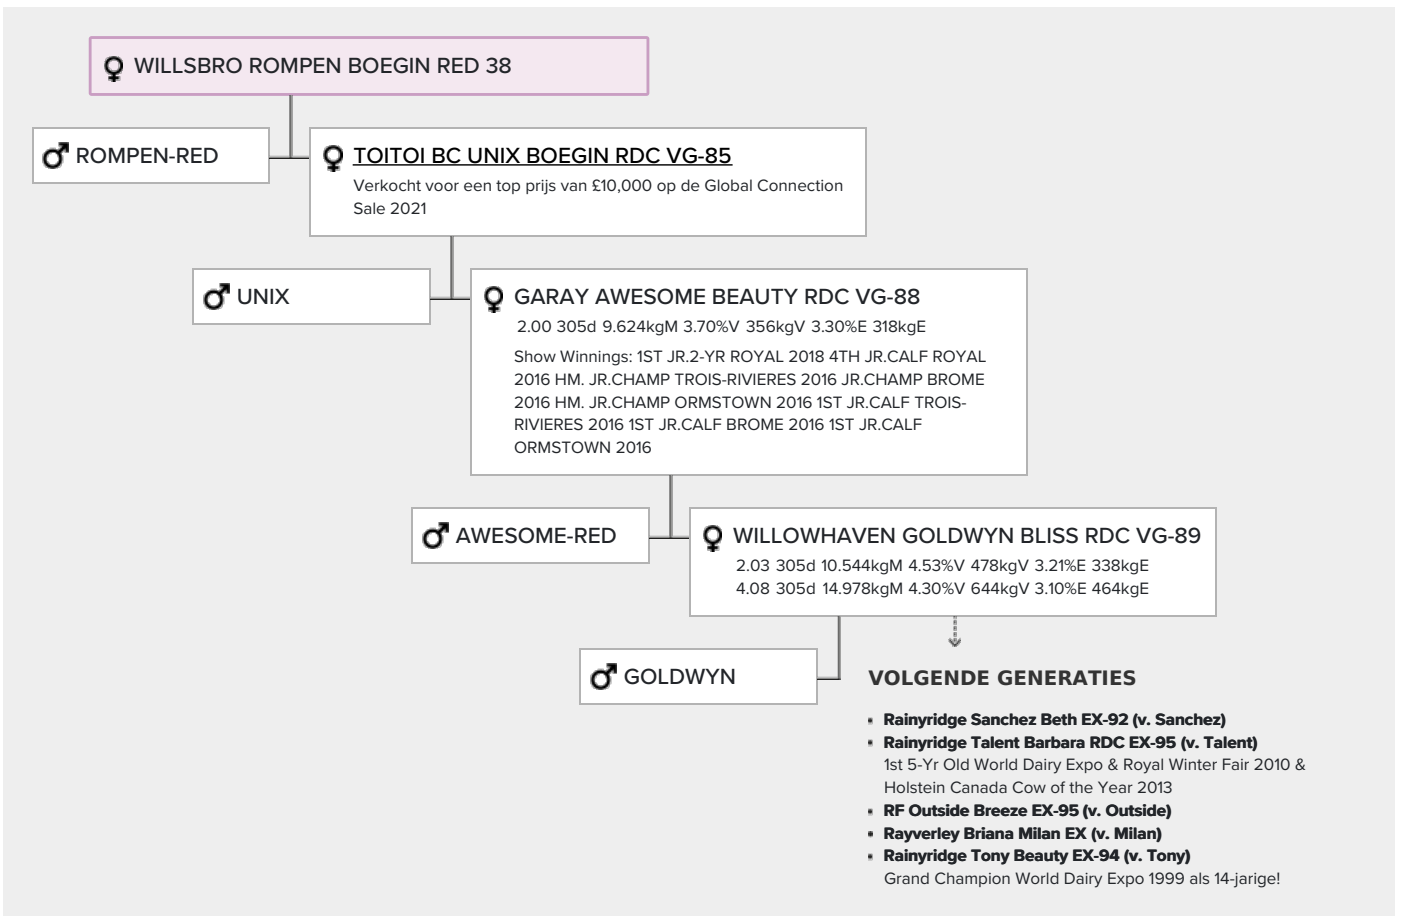 WILLSBRO ROMPEN BOEGIN RED 38
ROMPEN-RED
TOITOI BC UNIX BOEGIN RDC VG-85
Verkocht voor een top prijs van £10,000 op de Global Connection
Sale 2021
UNIX
GARAY AWESOME BEAUTY RDC VG-88
2.00 305d 9.624kgM 3.70%V 356kgV 3.30%E 318kgE
Show Winnings: 1ST JR.2-YR ROYAL 2018 4TH JR.CALF ROYAL
2016 HM. JR.CHAMP TROIS-RIVIERES 2016 JR.CHAMP BROME
2016 HM. JR.CHAMP ORMSTOWN 2016 1ST JR.CALF TROIS-
RIVIERES 2016 1ST JR.CALF BROME 2016 1ST JR.CALF
ORMSTOWN 2016
AWESOME-RED
WILLOWHAVEN GOLDWYN BLISS RDC VG-89
2.03 305d 10.544kgM 4.53%V 478kgV 3.21%E 338kgE
4.08 305d 14.978kgM 4.30%V 644kgV 3.10%E 464kgE
GOLDWYN
VOLGENDE GENERATIES
Rainyridge Sanchez Beth EX-92 (v. Sanchez)
Rainyridge Talent Barbara RDC EX-95 (v. Talent)
1st 5-Yr Old World Dairy Expo & Royal Winter Fair 2010 &
Holstein Canada Cow of the Year 2013
RF Outside Breeze EX-95 (v. Outside)
Rayverley Briana Milan EX (v. Milan)
Rainyridge Tony Beauty EX-94 (v. Tony)
Grand Champion World Dairy Expo 1999 als 14-jarige!